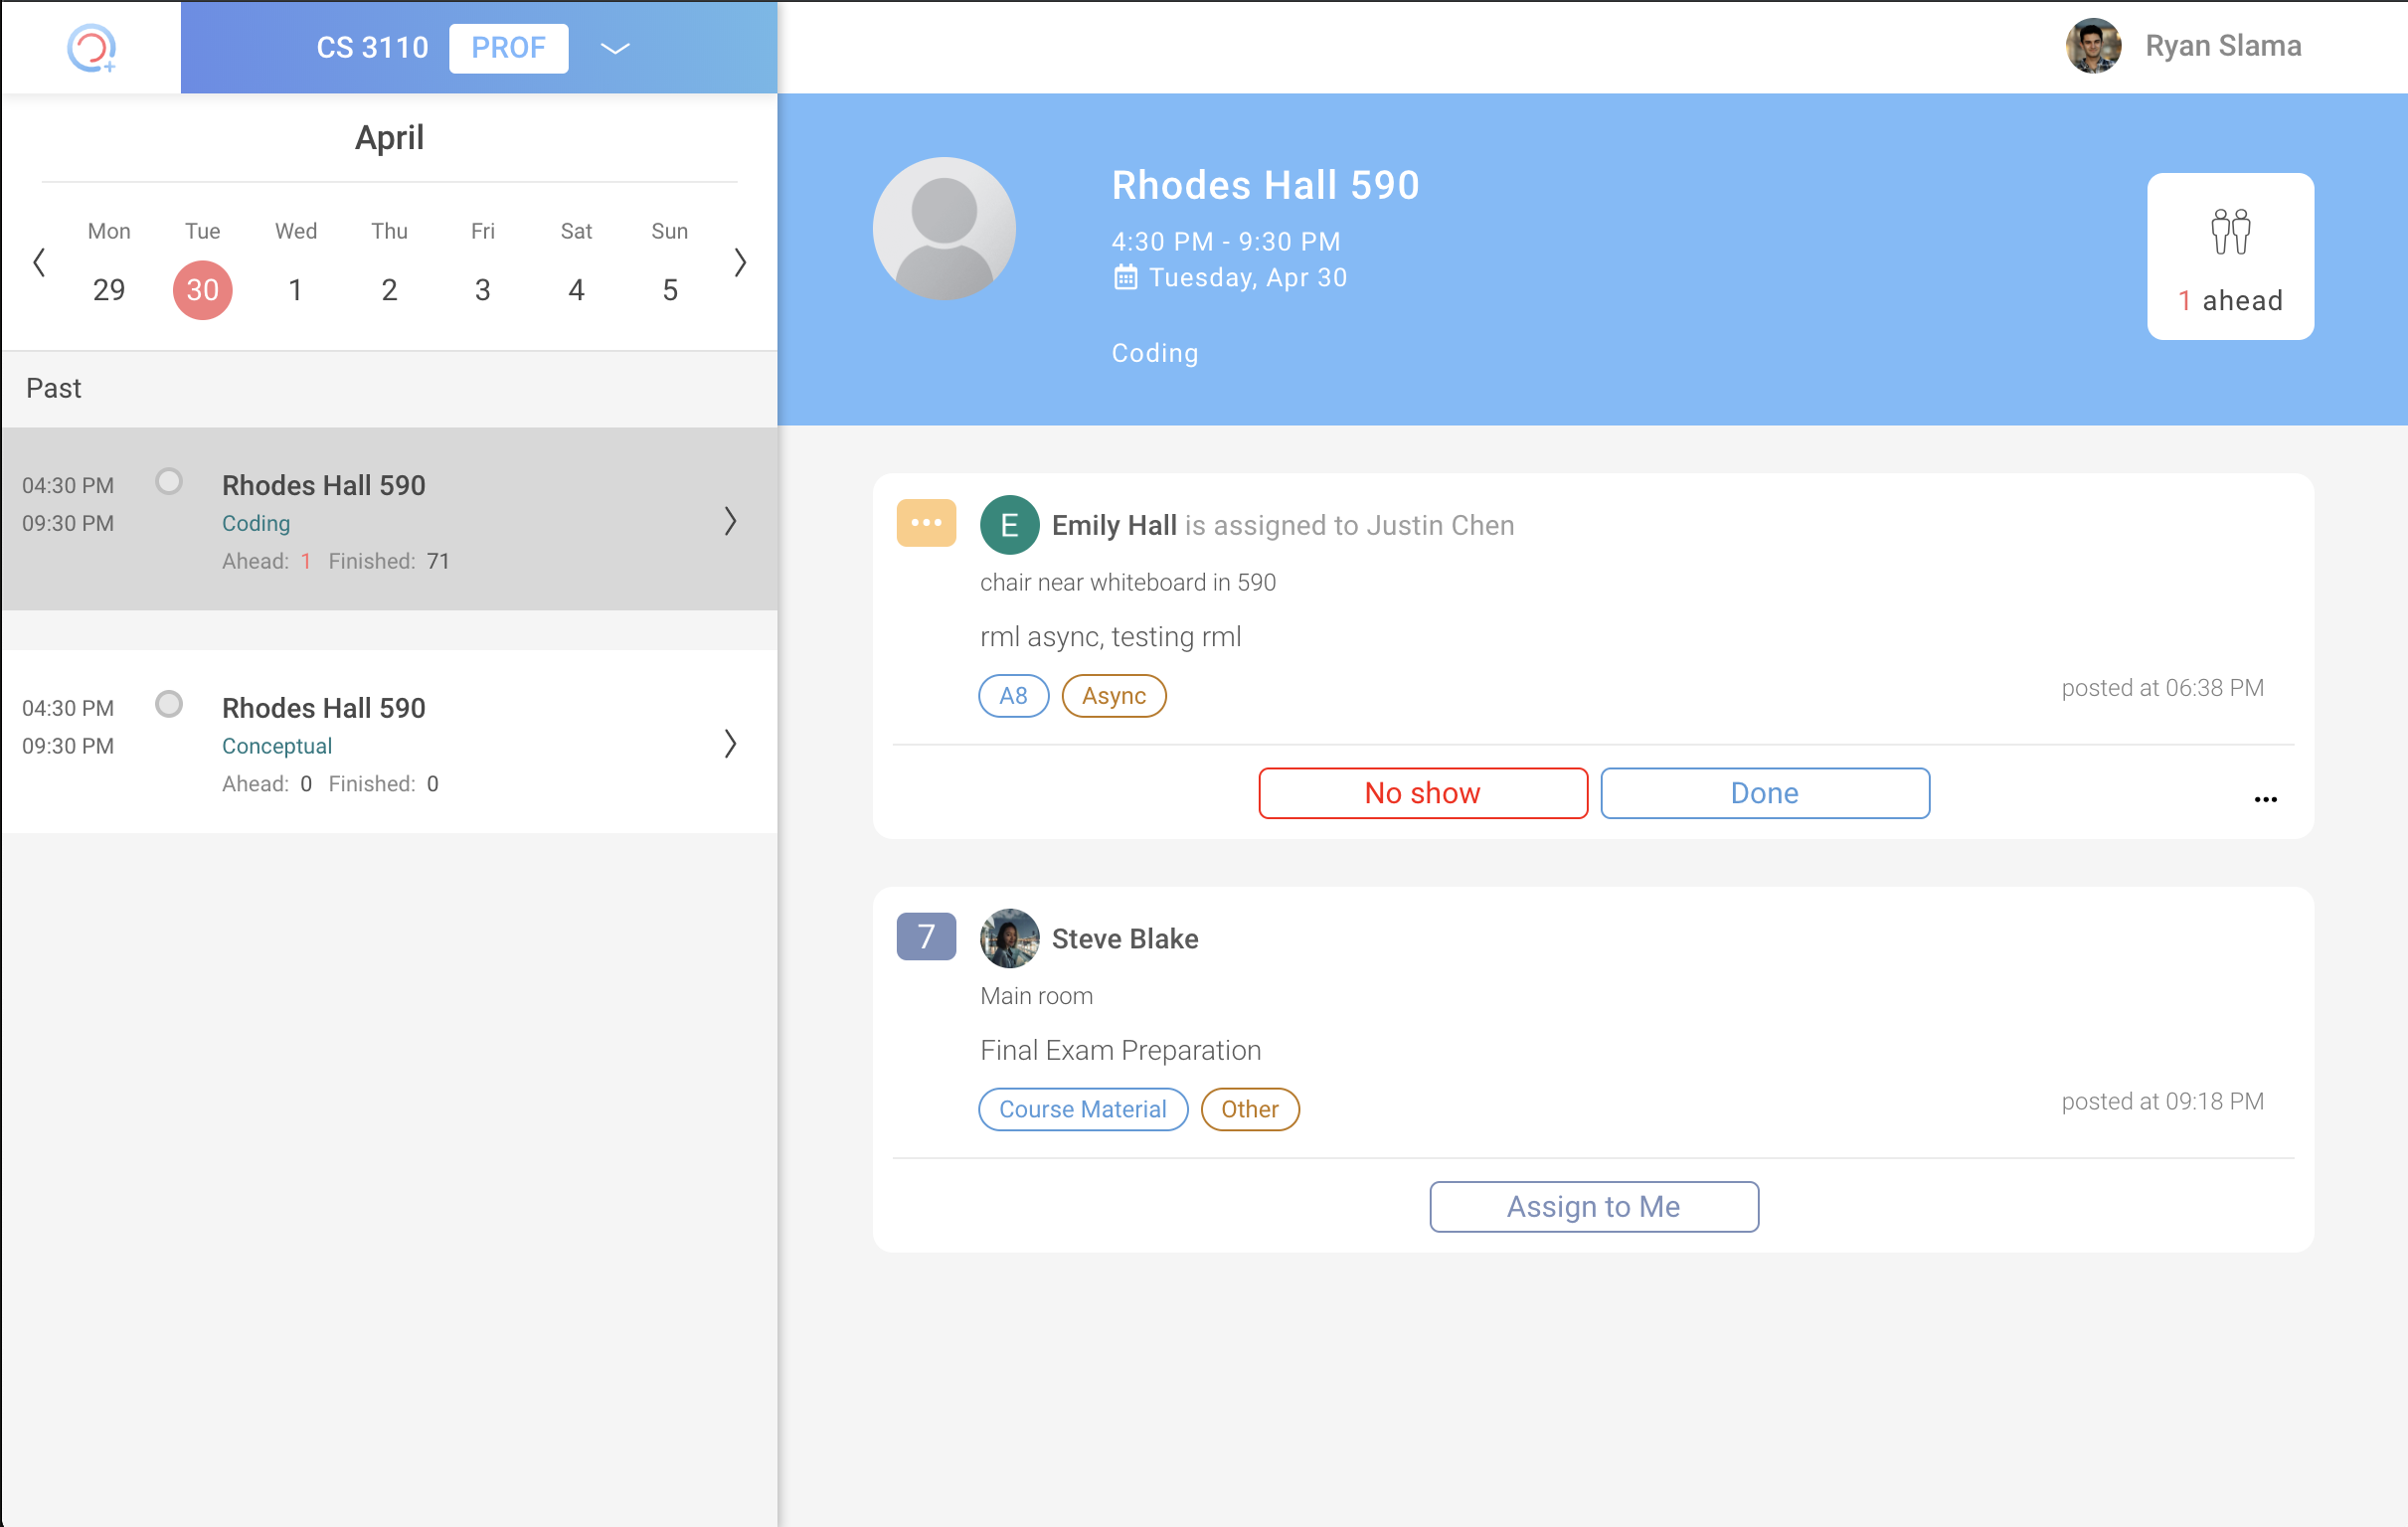 CS 3110 PROF
Ryan Slama
April
Mon Tue Wed Thu Fri Sat Sun
29 30 1 2 3 4 5
Past
04:30 PM Rhodes Hall 590
09:30 PM Coding
Ahead: 1 Finished: 71
04:30 PM Rhodes Hall 590
09:30 PM Conceptual
Ahead: 0 Finished: 0
Rhodes Hall 590
4:30 PM - 9:30 PM
Tuesday, Apr 30
Coding
1 ahead
E Emily Hall is assigned to Justin Chen
chair near whiteboard in 590
rml async, testing rml
A8 Async
posted at 06:38 PM
No show Done
7 Steve Blake
Main room
Final Exam Preparation
Course Material Other
posted at 09:18 PM
Assign to Me